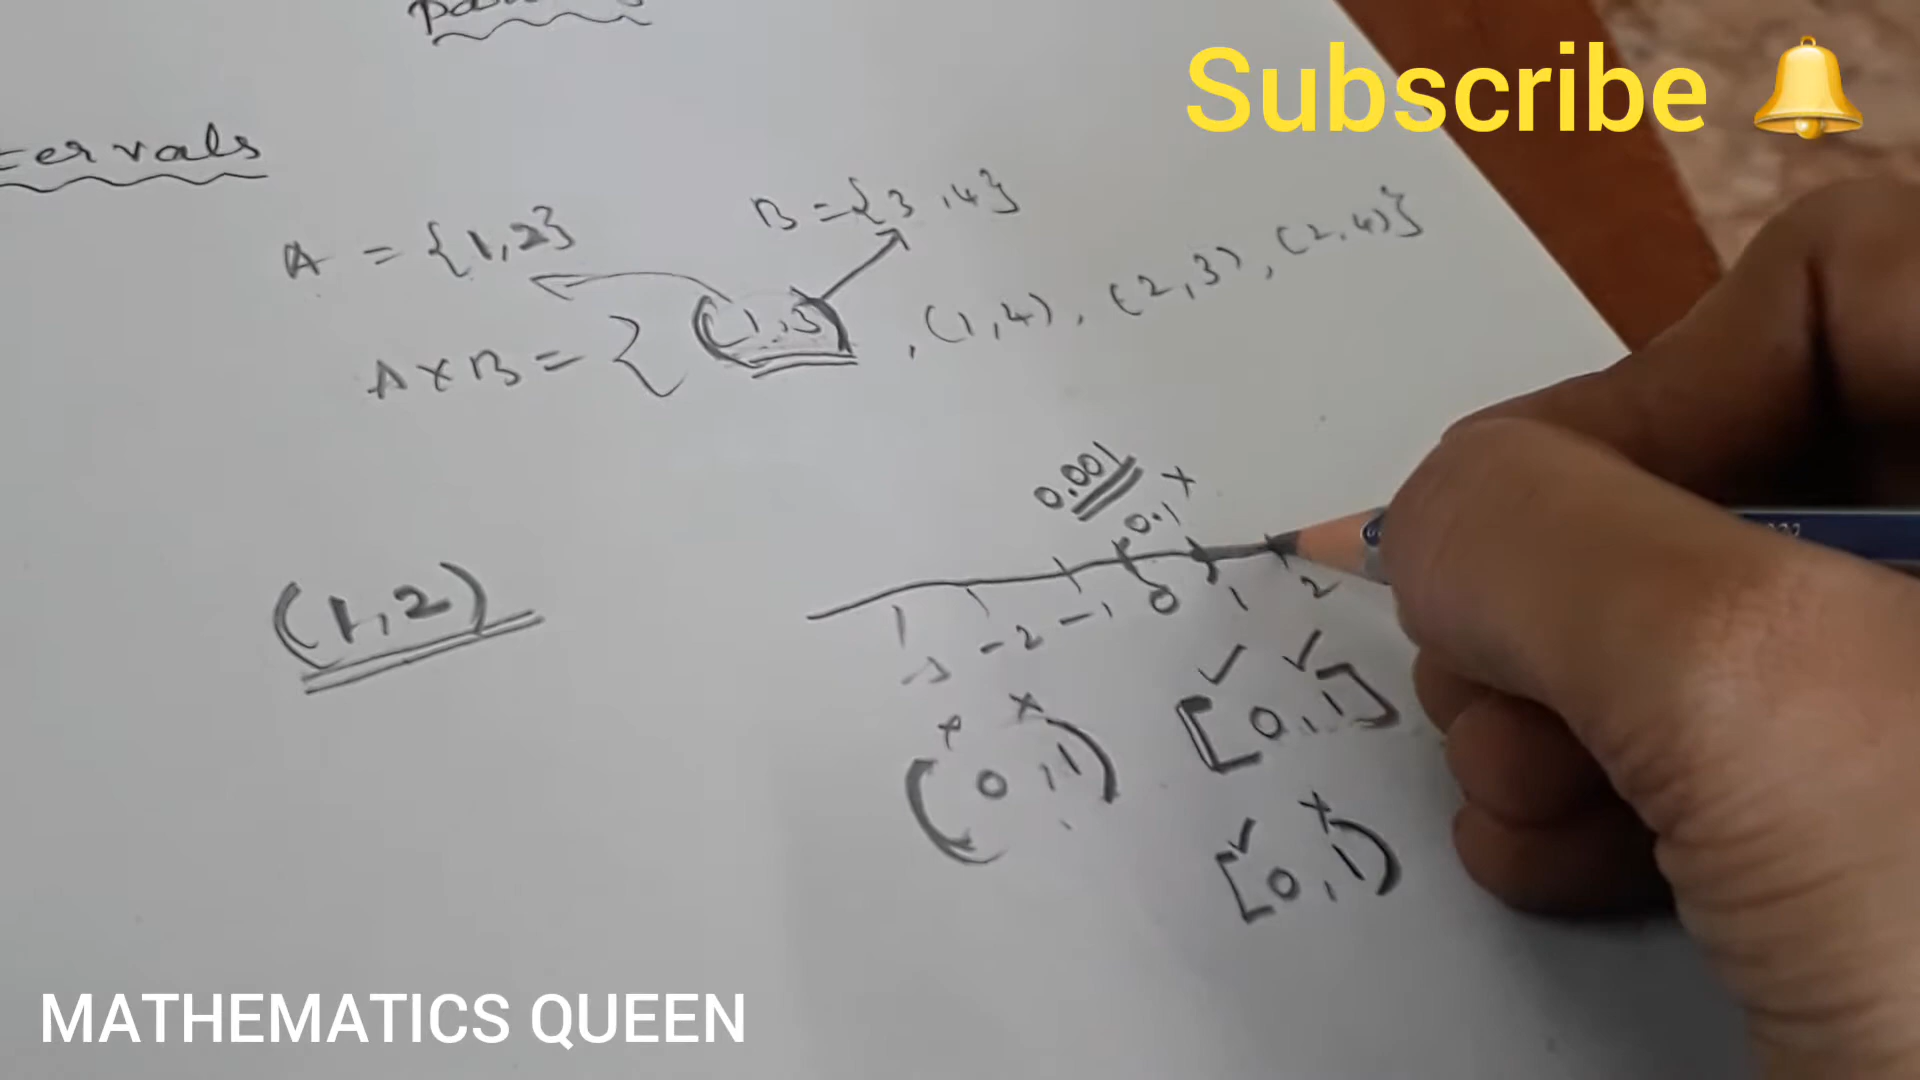 Subscribe 🔔
ervals
A = {1,2}
B = {3,4}
A×B = { (1,3) , (1,4) , (2,3) , (2,4)}
0.001
×
0.1
-2 -1 0 1 2
(1,2)
✓ ✓
[0,1]
× ×
(0,1)
✓ ×
[0,1)
MATHEMATICS QUEEN